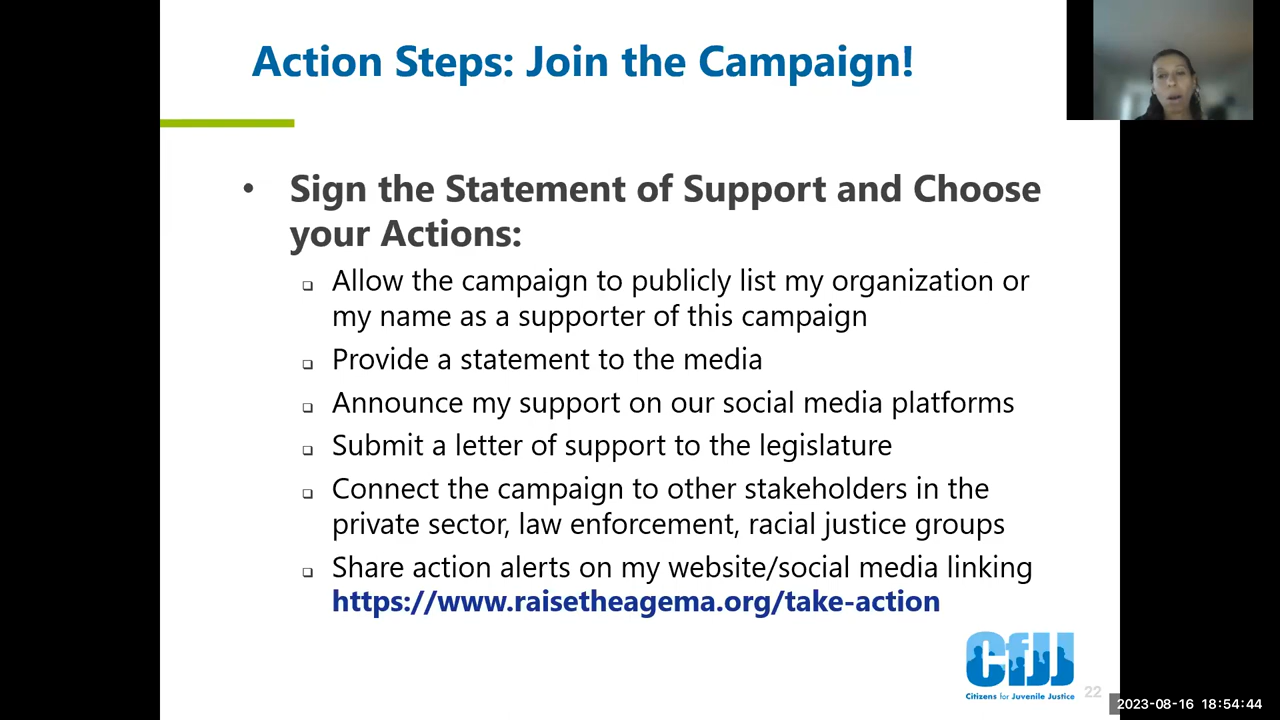 Action Steps: Join the Campaign!
• Sign the Statement of Support and Choose
your Actions:
❑ Allow the campaign to publicly list my organization or
my name as a supporter of this campaign
❑ Provide a statement to the media
❑ Announce my support on our social media platforms
❑ Submit a letter of support to the legislature
❑ Connect the campaign to other stakeholders in the
private sector, law enforcement, racial justice groups
❑ Share action alerts on my website/social media linking
https://www.raisetheagema.org/take-action
CfJJ
Citizens for Juvenile Justice
22
2023-08-16 18:54:44